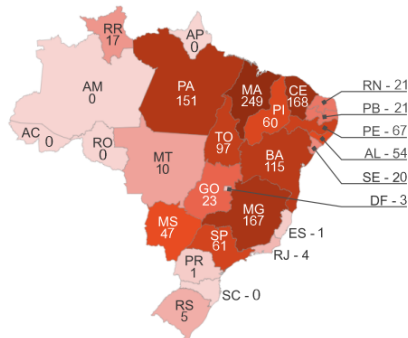 RR
17
AP
0
AM
0
PA
151
MA
249
CE
168
RN - 21
PI
60
PB - 21
AC 0
RO
0
TO
97
PE - 67
AL - 54
MT
10
BA
115
SE - 20
GO
23
DF - 3
MS
47
MG
167
ES - 1
SP
61
RJ - 4
PR
1
SC - 0
RS
5